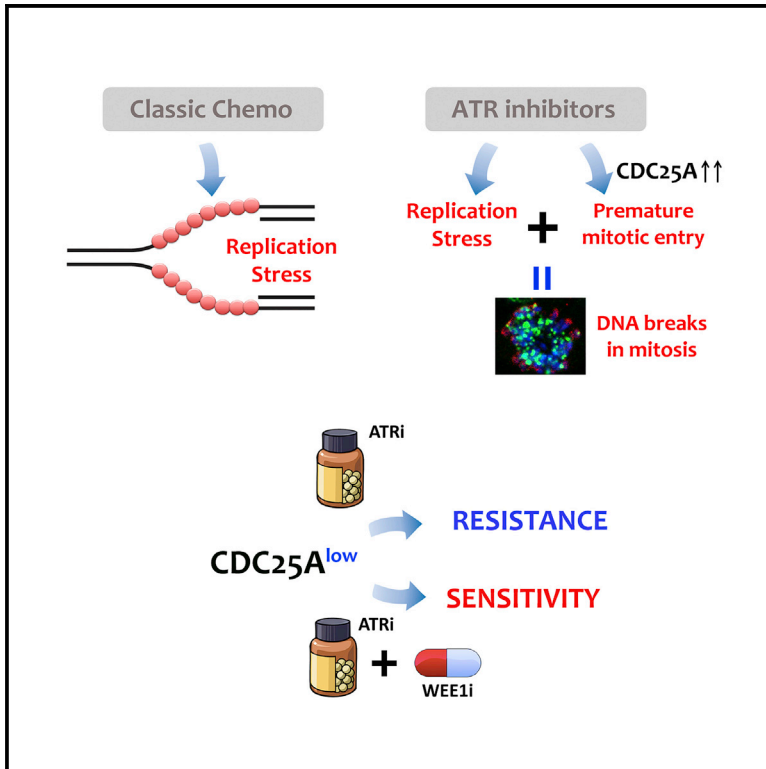 Classic Chemo
ATR inhibitors
CDC25A↑↑
Replication
Stress
Replication
Stress
+
Premature
mitotic entry
=
DNA breaks
in mitosis
ATRi
CDC25Alow
RESISTANCE
SENSITIVITY
ATRi
+
WEE1i